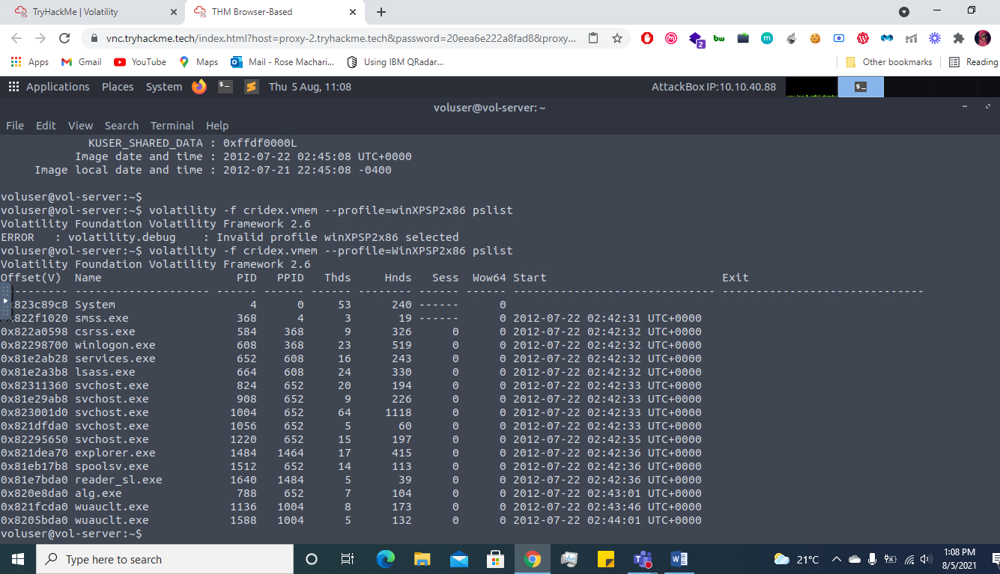 TryHackMe | Volatility
THM Browser-Based
vnc.tryhackme.tech/index.html?host=proxy-2.tryhackme.tech&password=20eea6e222a8fad8&proxy...
bw
2
Apps
Gmail
YouTube
Maps
Mail - Rose Machari...
Using IBM QRadar...
Other bookmarks
Reading
Applications Places System
Thu 5 Aug, 11:08
AttackBox IP:10.10.40.88
voluser@vol-server: ~
File Edit View Search Terminal Help
KUSER_SHARED_DATA : 0xffdf0000L
Image date and time : 2012-07-22 02:45:08 UTC+0000
Image local date and time : 2012-07-21 22:45:08 -0400
voluser@vol-server:~$
voluser@vol-server:~$ volatility -f cridex.vmem --profile=winXPSP2x86 pslist
Volatility Foundation Volatility Framework 2.6
ERROR   : volatility.debug    : Invalid profile winXPSP2x86 selected
voluser@vol-server:~$ volatility -f cridex.vmem --profile=WinXPSP2x86 pslist
Volatility Foundation Volatility Framework 2.6
Offset(V)  Name                    PID   PPID   Thds     Hnds   Sess  Wow64 Start                          Exit
--------- -------------------- ------ ------ ------ -------- ------ ------ ------------------------------ ------------------------------
823c89c8 System                    4      0     53      240 ------      0
822f1020 smss.exe                368      4      3       19 ------      0 2012-07-22 02:42:31 UTC+0000
0x822a0598 csrss.exe               584    368      9      326      0      0 2012-07-22 02:42:32 UTC+0000
0x82298700 winlogon.exe            608    368     23      519      0      0 2012-07-22 02:42:32 UTC+0000
0x81e2ab28 services.exe            652    608     16      243      0      0 2012-07-22 02:42:32 UTC+0000
0x81e2a3b8 lsass.exe               664    608     24      330      0      0 2012-07-22 02:42:32 UTC+0000
0x82311360 svchost.exe             824    652     20      194      0      0 2012-07-22 02:42:33 UTC+0000
0x81e29ab8 svchost.exe             908    652      9      226      0      0 2012-07-22 02:42:33 UTC+0000
0x823001d0 svchost.exe            1004    652     64     1118      0      0 2012-07-22 02:42:33 UTC+0000
0x821dfda0 svchost.exe            1056    652      5       60      0      0 2012-07-22 02:42:33 UTC+0000
0x82295650 svchost.exe            1220    652     15      197      0      0 2012-07-22 02:42:35 UTC+0000
0x821dea70 explorer.exe           1484   1464     17      415      0      0 2012-07-22 02:42:36 UTC+0000
0x81eb17b8 spoolsv.exe            1512    652     14      113      0      0 2012-07-22 02:42:36 UTC+0000
0x81e7bda0 reader_sl.exe          1640   1484      5       39      0      0 2012-07-22 02:42:36 UTC+0000
0x820e8da0 alg.exe                 788    652      7      104      0      0 2012-07-22 02:43:01 UTC+0000
0x821fcda0 wuauclt.exe            1136   1004      8      173      0      0 2012-07-22 02:43:46 UTC+0000
0x8205bda0 wuauclt.exe            1588   1004      5      132      0      0 2012-07-22 02:44:01 UTC+0000
voluser@vol-server:~$
Type here to search
21°C
1:08 PM
8/5/2021